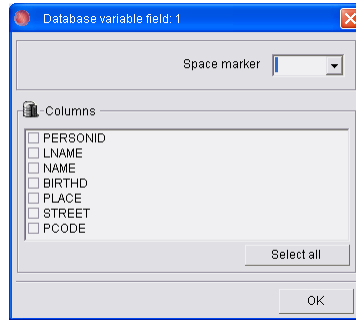 Database variable field: 1
Space marker
Columns
PERSONID
LNAME
NAME
BIRTHD
PLACE
STREET
PCODE
Select all
OK